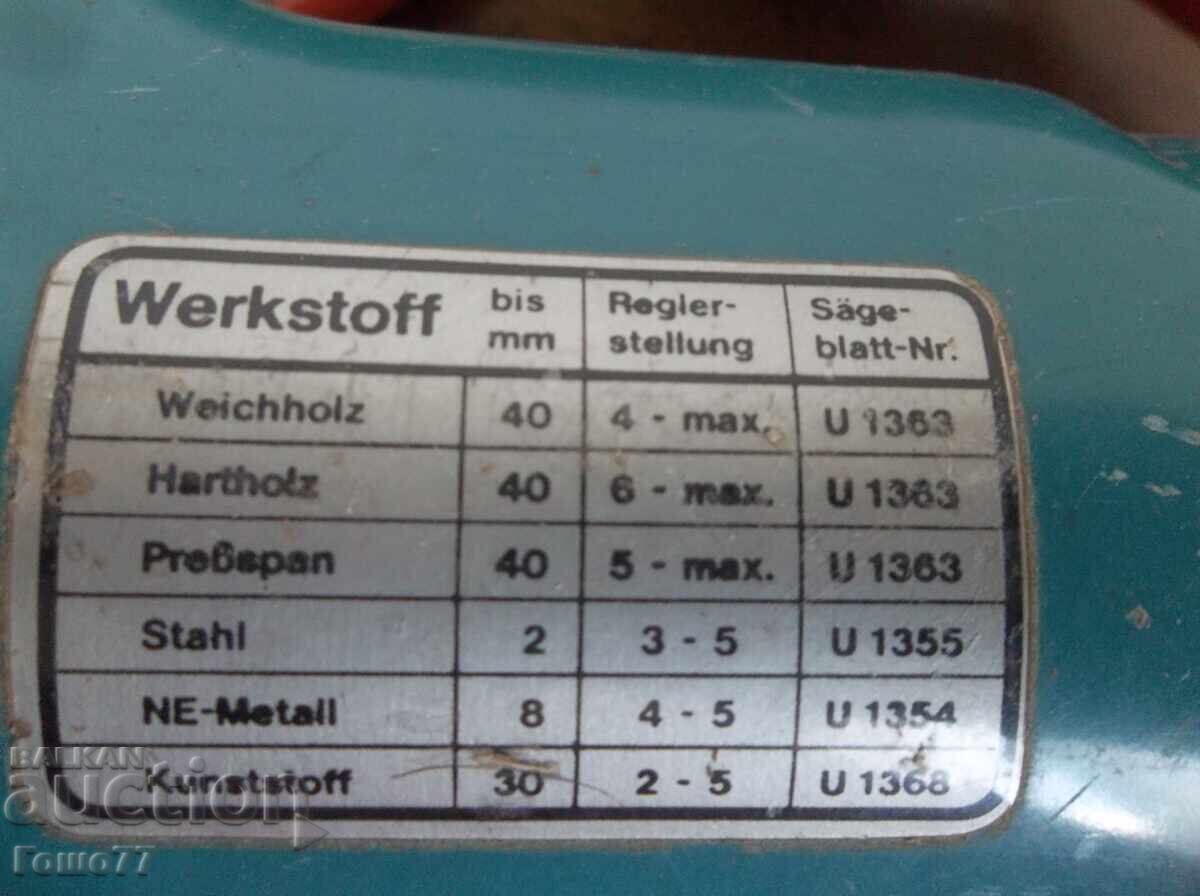 Werkstoff bis mm Regler-stellung Säge-blatt-Nr.
Weichholz 40 4 - max. U 1363
Hartholz 40 6 - max. U 1363
Preßspan 40 5 - max. U 1363
Stahl 2 3 - 5 U 1355
NE-Metall 8 4 - 5 U 1354
Kunststoff 30 2 - 5 U 1368
BALKAN
auction
Гошо77